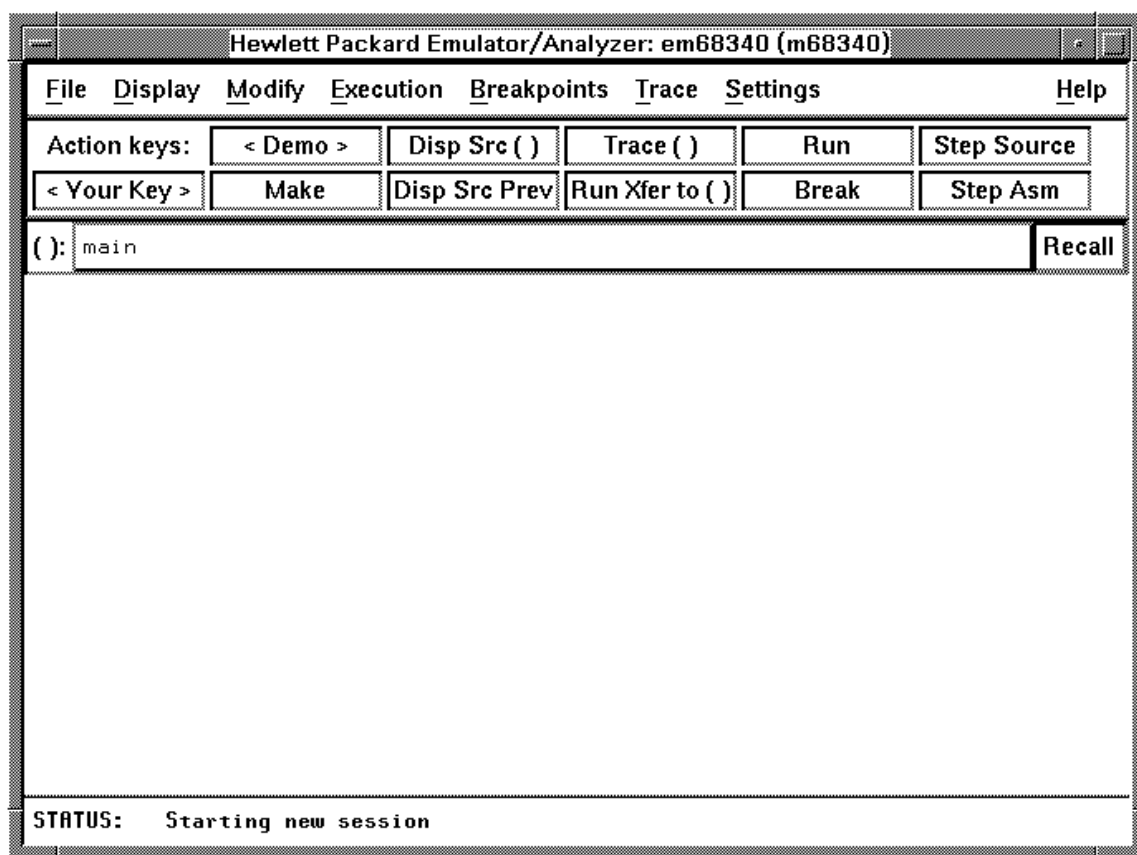 Hewlett Packard Emulator/Analyzer: em68340 (m68340)
File Display Modify Execution Breakpoints Trace Settings Help
Action keys: < Demo > Disp Src ( ) Trace ( ) Run Step Source
< Your Key > Make Disp Src Prev Run Xfer to ( ) Break Step Asm
( ): main Recall
STATUS: Starting new session